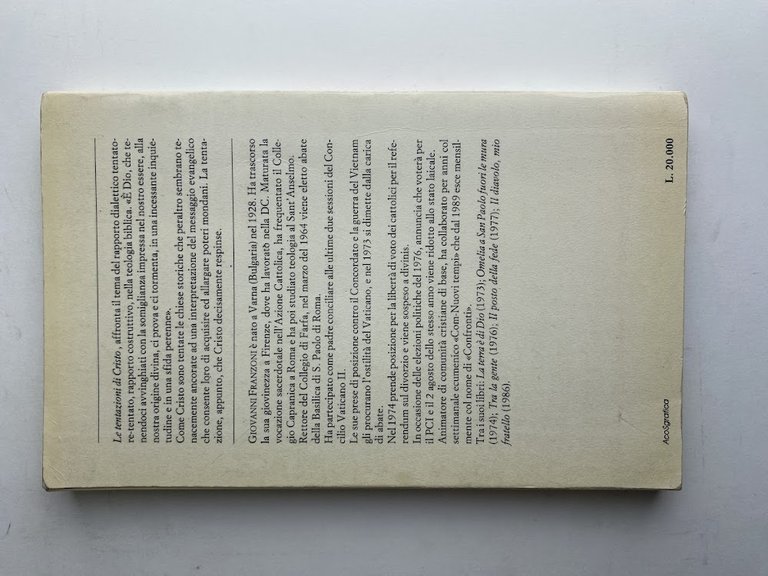 Le tentazioni di Cristo, affronta il tema del rapporto dialettico tentato-
re-tentato, rapporto costruttivo, nella teologia biblica. «È Dio, che te-
nendoci avvinghiati con la somiglianza impressa nel nostro essere, alla
nostra origine divina, ci prova e ci tormenta, in una incessante inquie-
tudine e in una sfida perenne».
Come Cristo sono tentate le chiese storiche che peraltro sembrano te-
nacemente ancorate ad una interpretazione del messaggio evangelico
che consente loro di acquisire ed allargare poteri mondani. La tenta-
zione, appunto, che Cristo decisamente respinse.
GIOVANNI FRANZONI è nato a Varna (Bulgaria) nel 1928. Ha trascorso
la sua giovinezza a Firenze, dove ha lavorato nella DC. Maturata la
vocazione sacerdotale nell'Azione Cattolica, ha frequentato il Colle-
gio Capranica a Roma e ha poi studiato teologia al Sant'Anselmo.
Rettore del Collegio di Farfa, nel marzo del 1964 viene eletto abate
della Basilica di S. Paolo di Roma.
Ha partecipato come padre conciliare alle ultime due sessioni del Con-
cilio Vaticano II.
Le sue prese di posizione contro il Concordato e la guerra del Vietnam
gli procurano l'ostilità del Vaticano, e nel 1973 si dimette dalla carica
di abate.
Nel 1974 prende posizione per la libertà di voto dei cattolici per il refe-
rendum sul divorzio e viene sospeso a divinis.
In occasione delle elezioni politiche del 1976, annuncia che voterà per
il PCI e il 2 agosto dello stesso anno viene ridotto allo stato laicale.
Animatore di comunità cristiane di base, ha collaborato per anni col
settimanale ecumenico «Com-Nuovi tempi» che dal 1989 esce mensil-
mente col nome di «Confronti».
Tra i suoi libri: La terra è di Dio (1973); Omelia a San Paolo fuori le mura
(1974); Tra la gente (1976); Il posto della fede (1977); Il diavolo, mio
fratello (1986).
AcoSgrafica
L. 20.000